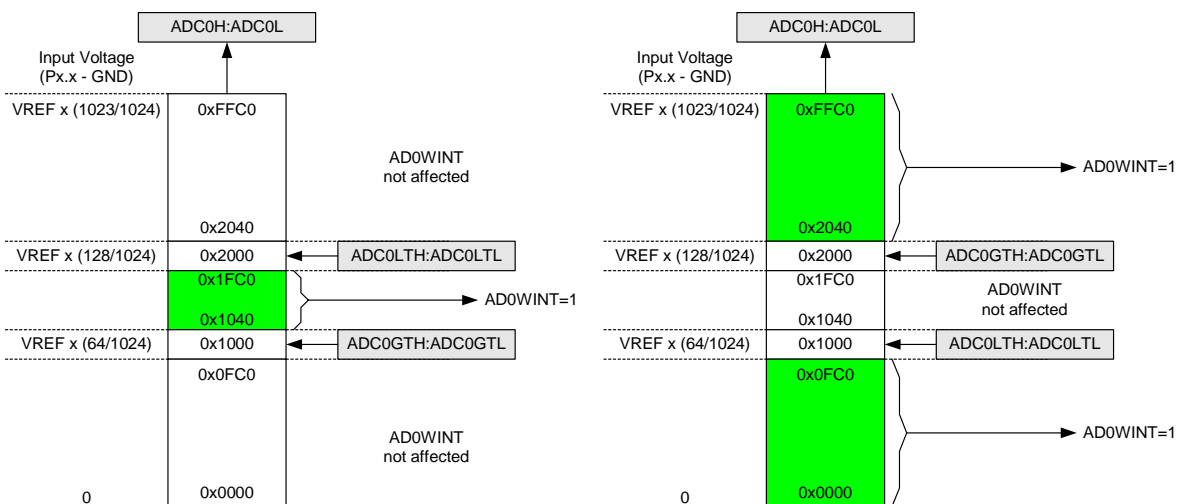 ADC0H:ADC0L
Input Voltage
(Px.x - GND)
VREF x (1023/1024)
0xFFC0
AD0WINT
not affected
0x2040
VREF x (128/1024)
0x2000
ADC0LTH:ADC0LTL
0x1FC0
AD0WINT=1
0x1040
VREF x (64/1024)
0x1000
ADC0GTH:ADC0GTL
0x0FC0
AD0WINT
not affected
0
0x0000
ADC0H:ADC0L
Input Voltage
(Px.x - GND)
VREF x (1023/1024)
0xFFC0
AD0WINT=1
0x2040
VREF x (128/1024)
0x2000
ADC0GTH:ADC0GTL
0x1FC0
AD0WINT
not affected
0x1040
VREF x (64/1024)
0x1000
ADC0LTH:ADC0LTL
0x0FC0
AD0WINT=1
0
0x0000